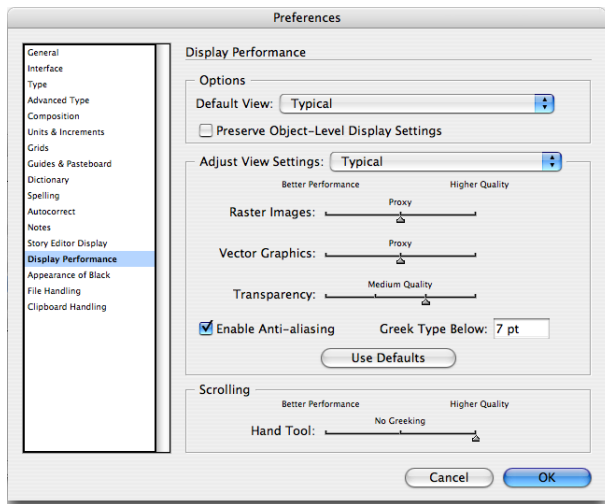 Preferences
General
Interface
Type
Advanced Type
Composition
Units & Increments
Grids
Guides & Pasteboard
Dictionary
Spelling
Autocorrect
Notes
Story Editor Display
Display Performance
Appearance of Black
File Handling
Clipboard Handling
Display Performance
Options
Default View: Typical
Preserve Object-Level Display Settings
Adjust View Settings: Typical
Better Performance Higher Quality
Proxy
Raster Images:
Proxy
Vector Graphics:
Medium Quality
Transparency:
Enable Anti-aliasing Greek Type Below: 7 pt
Use Defaults
Scrolling
Better Performance Higher Quality
No Greeking
Hand Tool:
Cancel OK